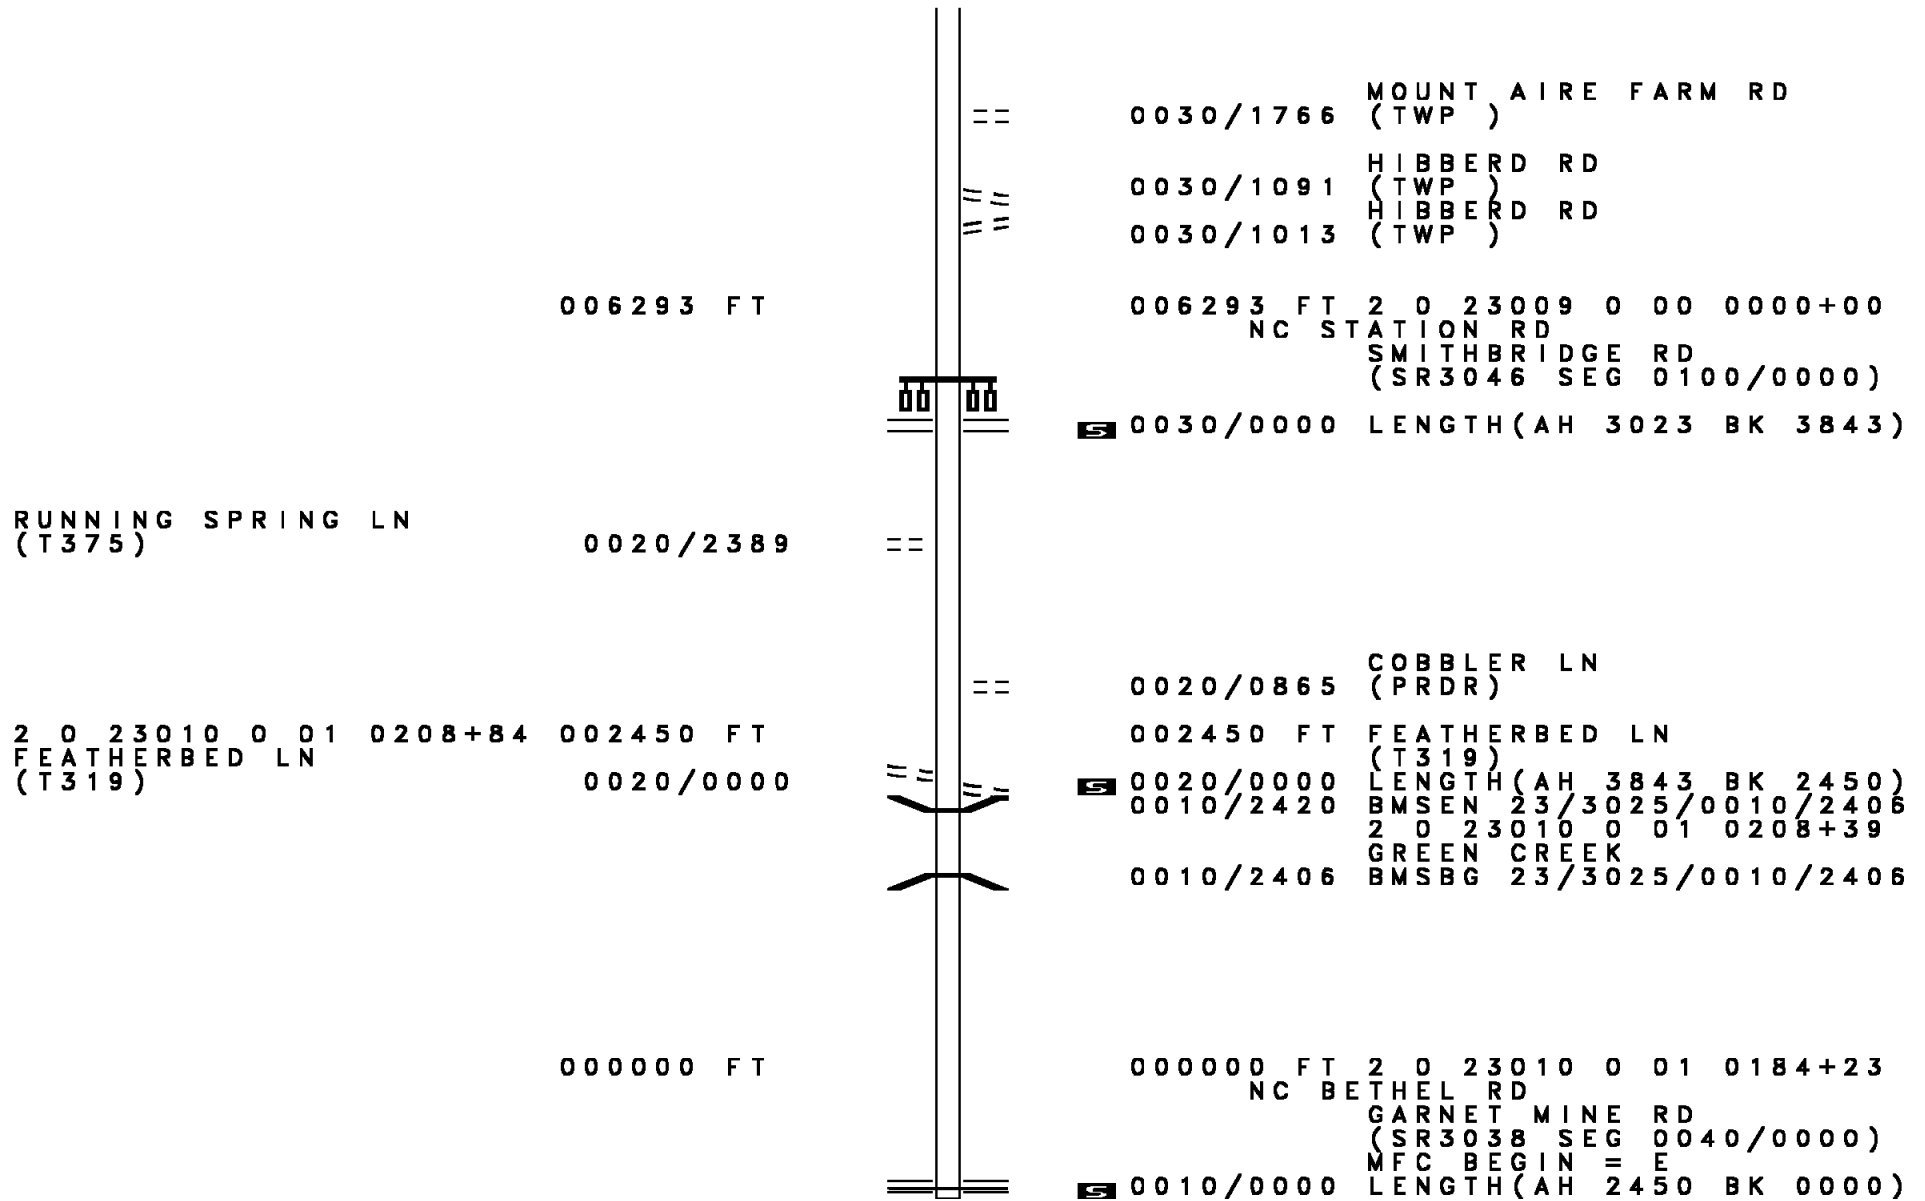 MOUNT AIRE FARM RD
0030/1766 (TWP )
HIBBERD RD
0030/1091 (TWP )
HIBBERD RD
0030/1013 (TWP )
006293 FT 006293 FT 2 0 23009 0 00 0000+00
NC STATION RD
SMITHBRIDGE RD
(SR3046 SEG 0100/0000)
S 0030/0000 LENGTH(AH 3023 BK 3843)
RUNNING SPRING LN
(T375) 0020/2389
COBBLER LN
0020/0865 (PRDR)
2 0 23010 0 01 0208+84 002450 FT 002450 FT FEATHERBED LN
FEATHERBED LN (T319)
(T319) 0020/0000 S 0020/0000 LENGTH(AH 3843 BK 2450)
0010/2420 BMSEN 23/3025/0010/2406
2 0 23010 0 01 0208+39
GREEN CREEK
0010/2406 BMSBG 23/3025/0010/2406
000000 FT 000000 FT 2 0 23010 0 01 0184+23
NC BETHEL RD
GARNET MINE RD
(SR3038 SEG 0040/0000)
MFC BEGIN = E
S 0010/0000 LENGTH(AH 2450 BK 0000)